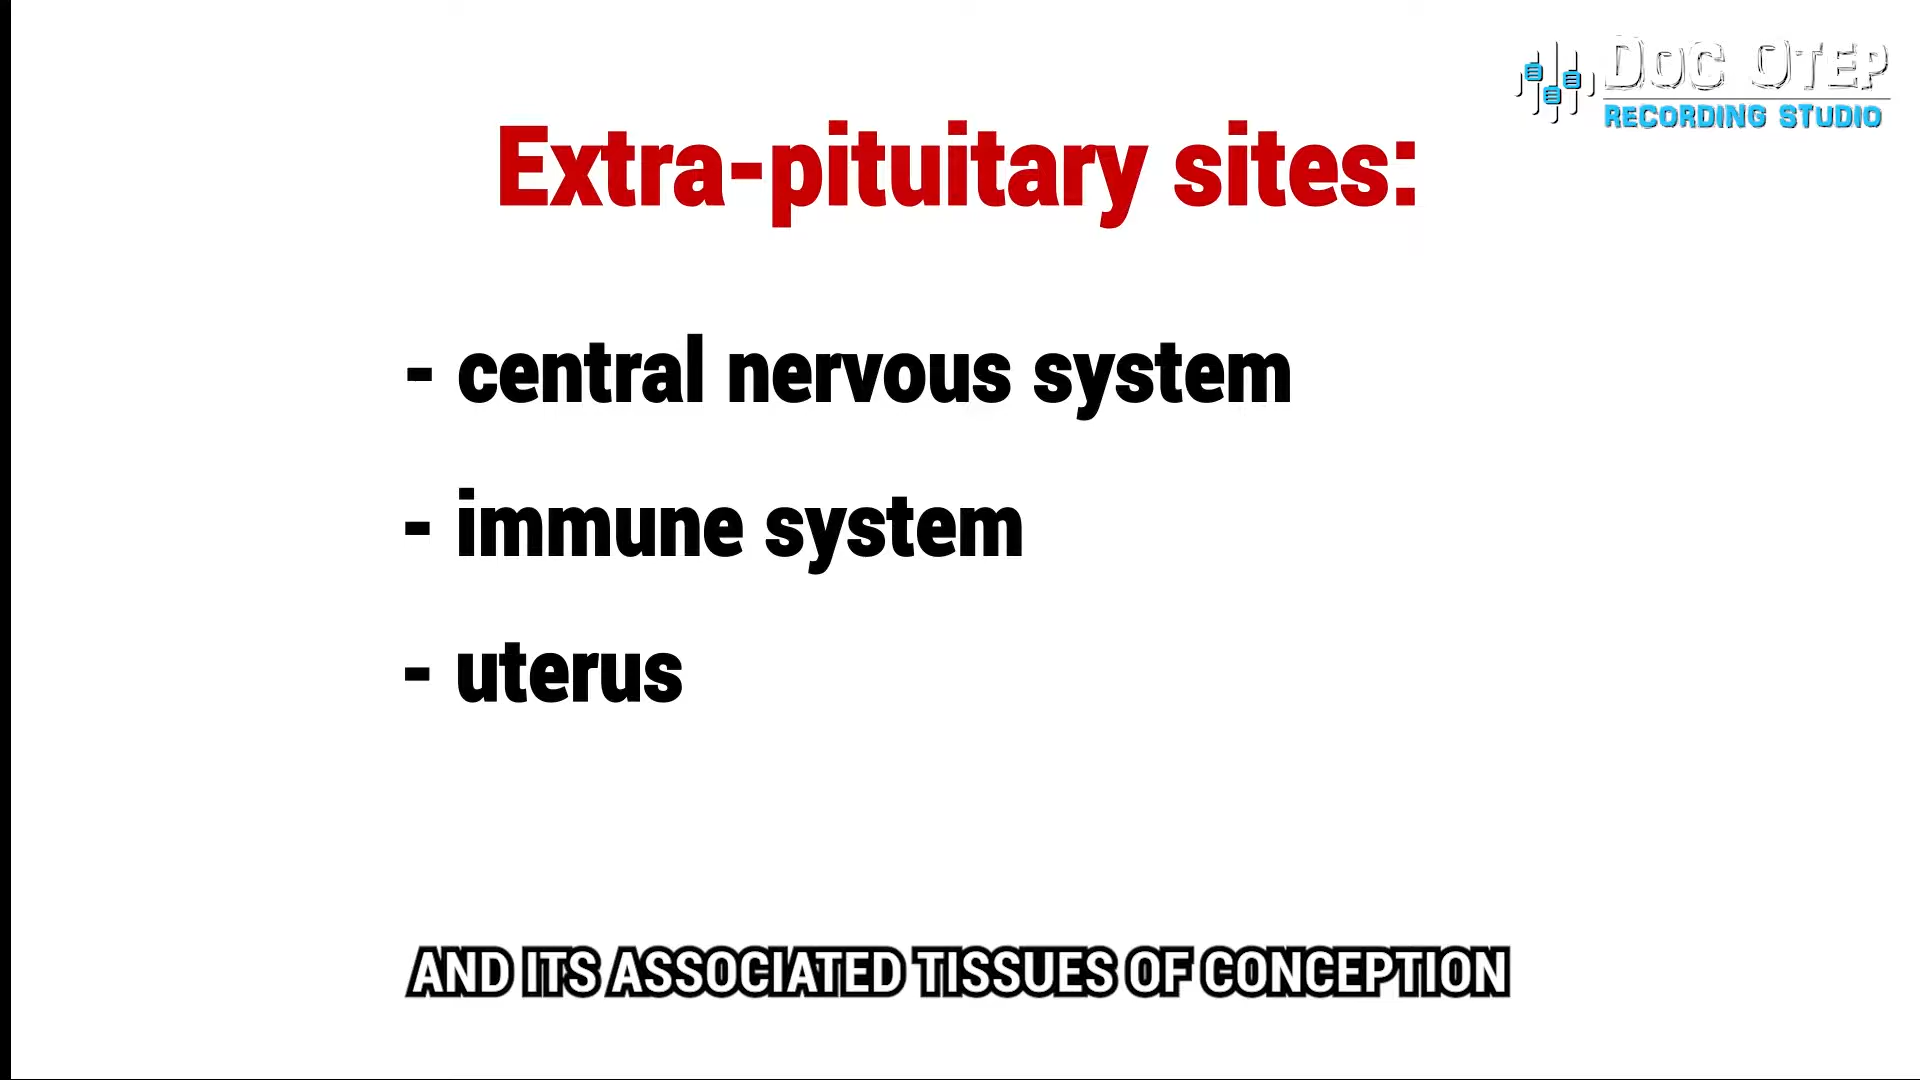 DOC OTEP
RECORDING STUDIO
Extra-pituitary sites:
- central nervous system
- immune system
- uterus
AND ITS ASSOCIATED TISSUES OF CONCEPTION